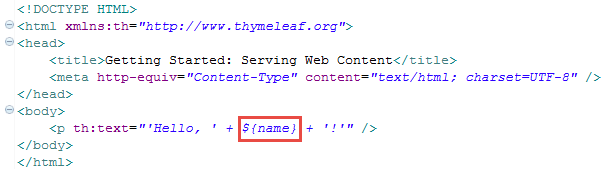 <!DOCTYPE HTML>
<html xmlns:th="http://www.thymeleaf.org">
<head>
    <title>Getting Started: Serving Web Content</title>
    <meta http-equiv="Content-Type" content="text/html; charset=UTF-8" />
</head>
<body>
    <p th:text="'Hello, ' + ${name} + '!'" />
</body>
</html>